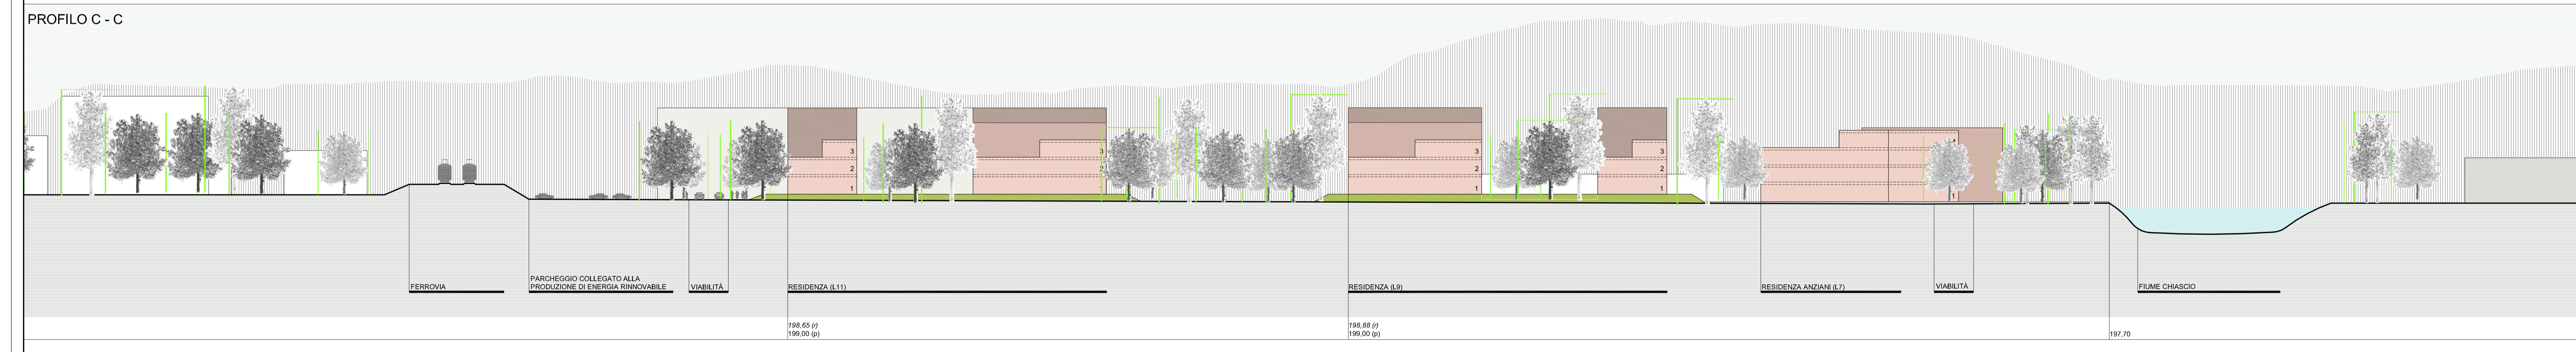 PROFILO C - C
3
2
1
3
2
1
3
2
1
3
2
1
4
1
FERROVIA
PARCHEGGIO COLLEGATO ALLA
PRODUZIONE DI ENERGIA RINNOVABILE
VIABILITÀ
RESIDENZA (L11)
RESIDENZA (L9)
RESIDENZA ANZIANI (L7)
VIABILITÀ
FIUME CHIASCIO
198,65 (r)
199,00 (p)
198,88 (r)
199,00 (p)
197,70